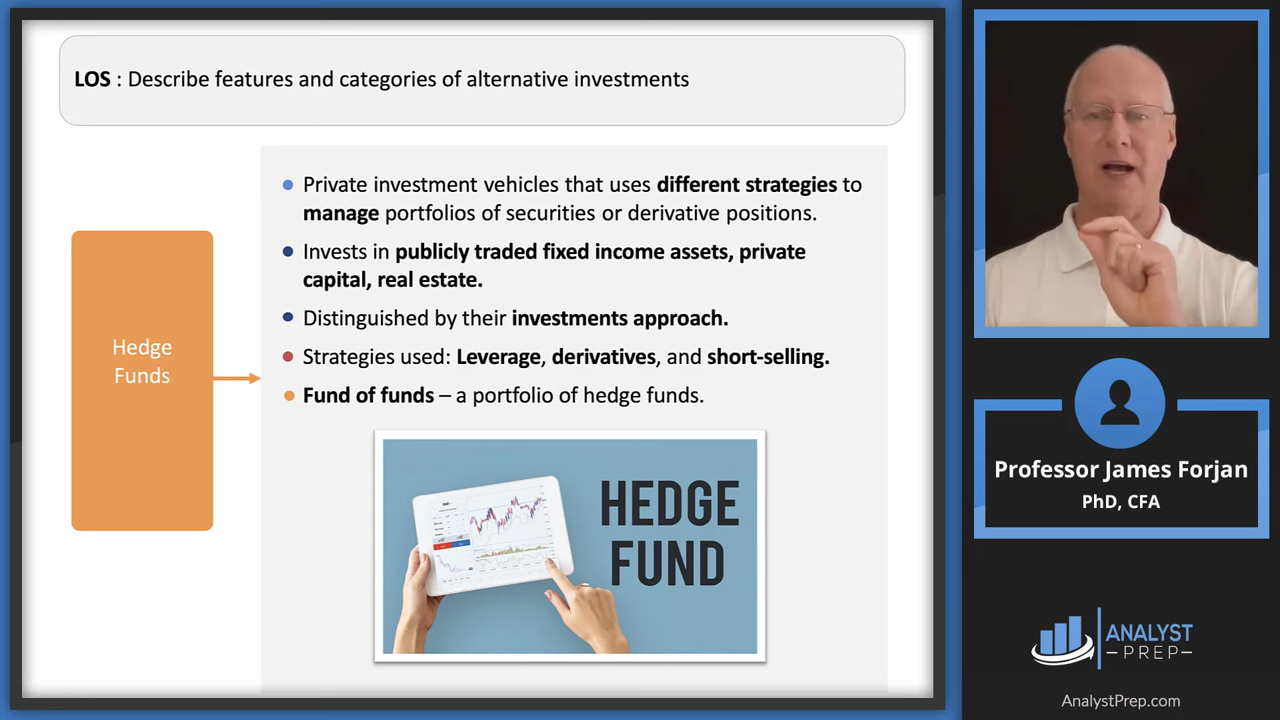 LOS : Describe features and categories of alternative investments
Hedge
Funds
Private investment vehicles that uses different strategies to
manage portfolios of securities or derivative positions.
Invests in publicly traded fixed income assets, private
capital, real estate.
Distinguished by their investments approach.
Strategies used: Leverage, derivatives, and short-selling.
Fund of funds – a portfolio of hedge funds.
HEDGE
FUND
Professor James Forjan
PhD, CFA
ANALYST
PREP
AnalystPrep.com